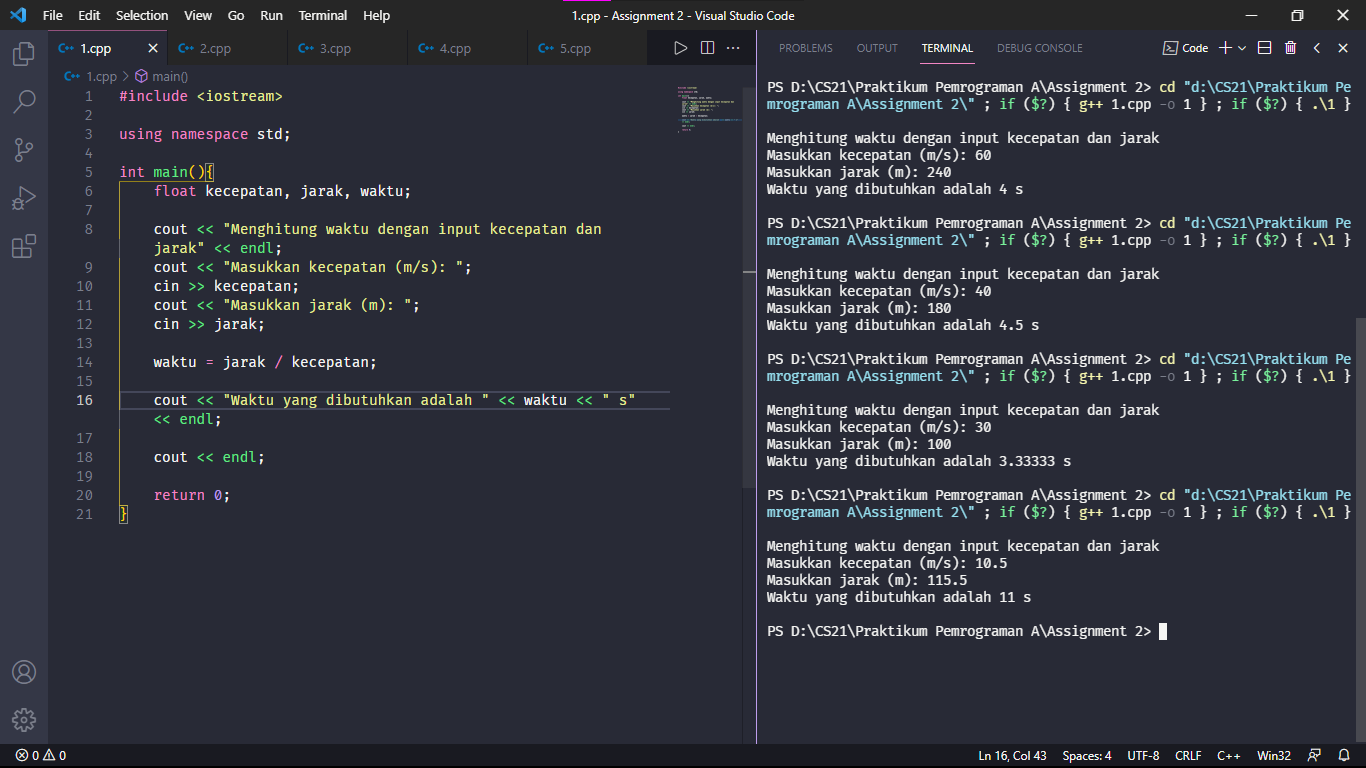 File Edit Selection View Go Run Terminal Help 1.cpp - Assignment 2 - Visual Studio Code
1.cpp 2.cpp 3.cpp 4.cpp 5.cpp
1.cpp > main()
1 #include <iostream>
2
3 using namespace std;
4
5 int main(){
6 float kecepatan, jarak, waktu;
7
8 cout << "Menghitung waktu dengan input kecepatan dan
jarak" << endl;
9 cout << "Masukkan kecepatan (m/s): ";
10 cin >> kecepatan;
11 cout << "Masukkan jarak (m): ";
12 cin >> jarak;
13
14 waktu = jarak / kecepatan;
15
16 cout << "Waktu yang dibutuhkan adalah " << waktu << " s"
<< endl;
17
18 cout << endl;
19
20 return 0;
21 }
PROBLEMS OUTPUT TERMINAL DEBUG CONSOLE Code
PS D:\CS21\Praktikum Pemrograman A\Assignment 2> cd "d:\CS21\Praktikum Pe
mrograman A\Assignment 2\" ; if ($?) { g++ 1.cpp -o 1 } ; if ($?) { .\1 }
Menghitung waktu dengan input kecepatan dan jarak
Masukkan kecepatan (m/s): 60
Masukkan jarak (m): 240
Waktu yang dibutuhkan adalah 4 s
PS D:\CS21\Praktikum Pemrograman A\Assignment 2> cd "d:\CS21\Praktikum Pe
mrograman A\Assignment 2\" ; if ($?) { g++ 1.cpp -o 1 } ; if ($?) { .\1 }
Menghitung waktu dengan input kecepatan dan jarak
Masukkan kecepatan (m/s): 40
Masukkan jarak (m): 180
Waktu yang dibutuhkan adalah 4.5 s
PS D:\CS21\Praktikum Pemrograman A\Assignment 2> cd "d:\CS21\Praktikum Pe
mrograman A\Assignment 2\" ; if ($?) { g++ 1.cpp -o 1 } ; if ($?) { .\1 }
Menghitung waktu dengan input kecepatan dan jarak
Masukkan kecepatan (m/s): 30
Masukkan jarak (m): 100
Waktu yang dibutuhkan adalah 3.33333 s
PS D:\CS21\Praktikum Pemrograman A\Assignment 2> cd "d:\CS21\Praktikum Pe
mrograman A\Assignment 2\" ; if ($?) { g++ 1.cpp -o 1 } ; if ($?) { .\1 }
Menghitung waktu dengan input kecepatan dan jarak
Masukkan kecepatan (m/s): 10.5
Masukkan jarak (m): 115.5
Waktu yang dibutuhkan adalah 11 s
PS D:\CS21\Praktikum Pemrograman A\Assignment 2>
0 0 Ln 16, Col 43 Spaces: 4 UTF-8 CRLF C++ Win32